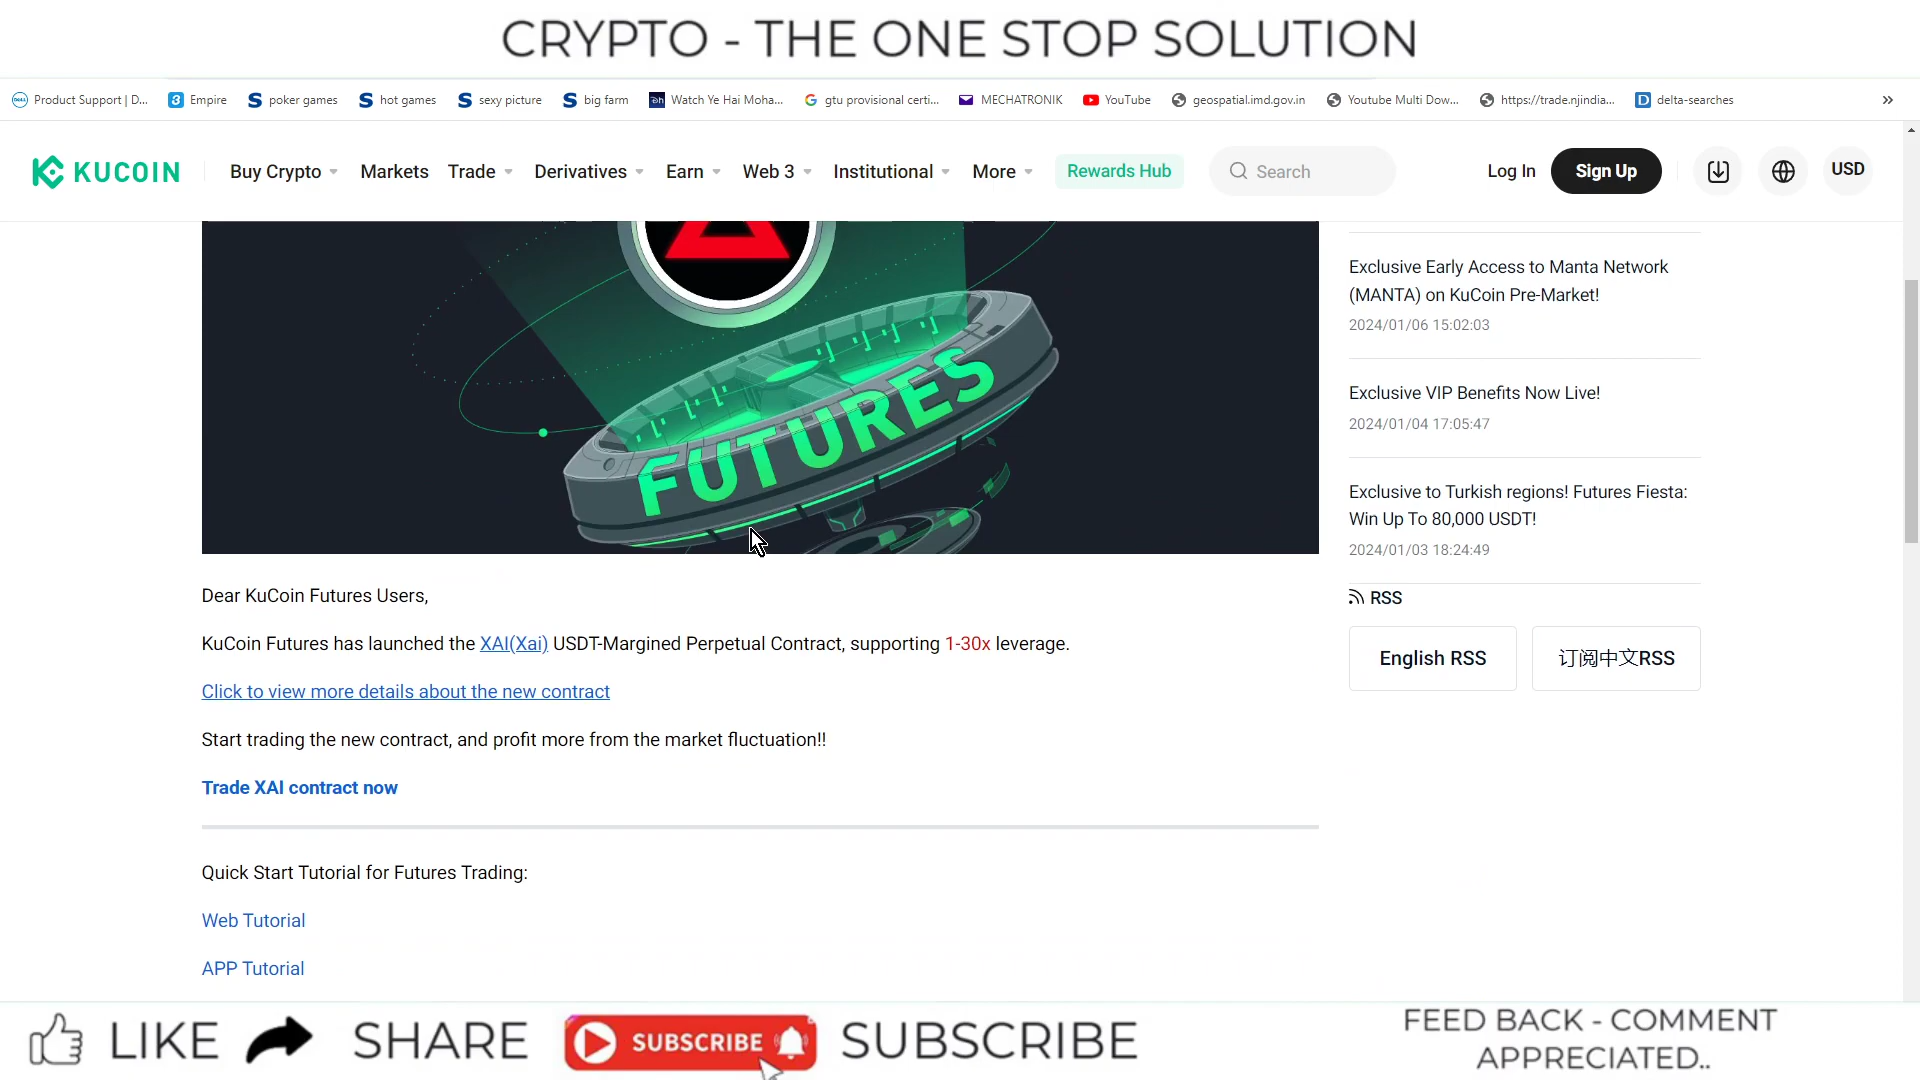 CRYPTO - THE ONE STOP SOLUTION
Product Support | D... Empire poker games hot games sexy picture big farm Watch Ye Hai Moha... gtu provisional certi... MECHATRONIK YouTube geospatial.imd.gov.in Youtube Multi Dow... https://trade.njindia... delta-searches »
KUCOIN Buy Crypto Markets Trade Derivatives Earn Web 3 Institutional More Rewards Hub Search Log In Sign Up USD
FUTURES
Dear KuCoin Futures Users,
KuCoin Futures has launched the XAI(Xai) USDT-Margined Perpetual Contract, supporting 1-30x leverage.
Click to view more details about the new contract
Start trading the new contract, and profit more from the market fluctuation!!
Trade XAI contract now
Quick Start Tutorial for Futures Trading:
Web Tutorial
APP Tutorial
Exclusive Early Access to Manta Network
(MANTA) on KuCoin Pre-Market!
2024/01/06 15:02:03
Exclusive VIP Benefits Now Live!
2024/01/04 17:05:47
Exclusive to Turkish regions! Futures Fiesta:
Win Up To 80,000 USDT!
2024/01/03 18:24:49
RSS
English RSS 订阅中文RSS
LIKE SHARE SUBSCRIBE SUBSCRIBE
FEED BACK - COMMENT
APPRECIATED..